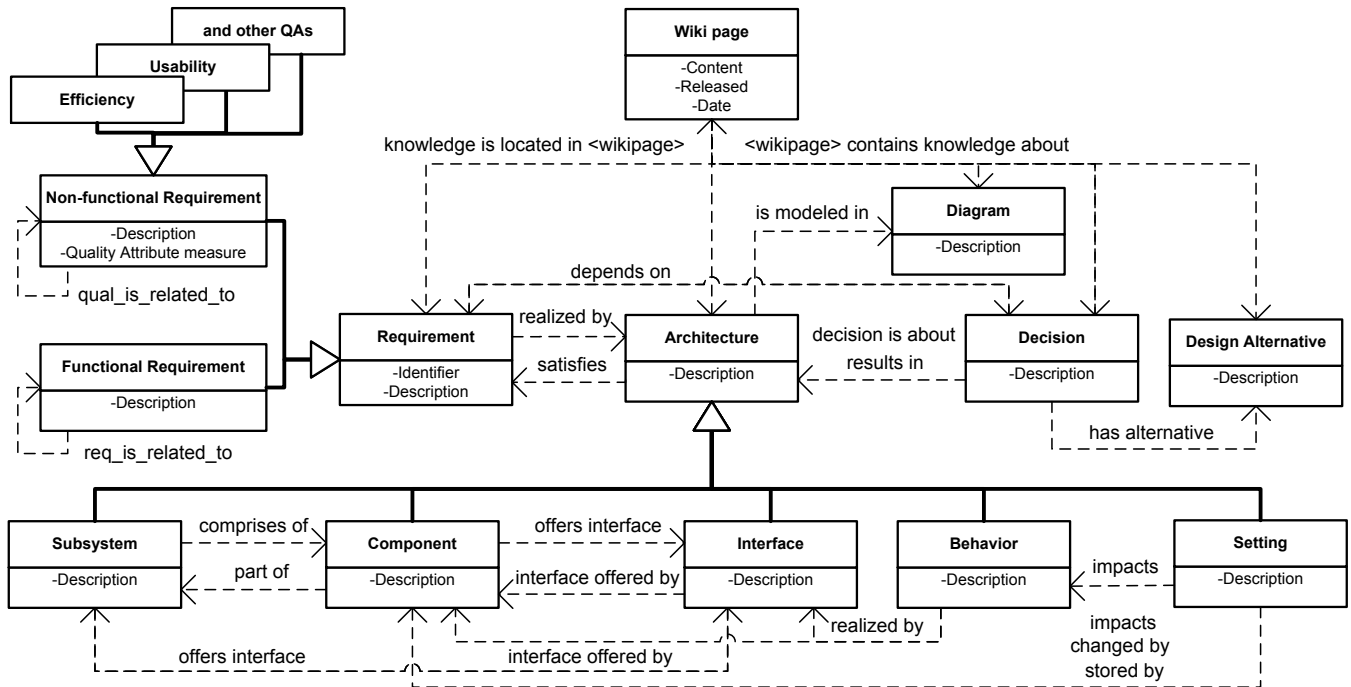 and other QAs
Usability
Efficiency
Wiki page
-Content
-Released
-Date
knowledge is located in <wikipage>
<wikipage> contains knowledge about
Non-functional Requirement
-Description
-Quality Attribute measure
qual_is_related_to
is modeled in
Diagram
-Description
depends on
Functional Requirement
-Description
req_is_related_to
Requirement
-Identifier
-Description
realized by
satisfies
Architecture
-Description
decision is about
results in
Decision
-Description
Design Alternative
-Description
has alternative
Subsystem
-Description
comprises of
part of
Component
-Description
offers interface
interface offered by
Interface
-Description
Behavior
-Description
impacts
Setting
-Description
realized by
offers interface
interface offered by
impacts
changed by
stored by